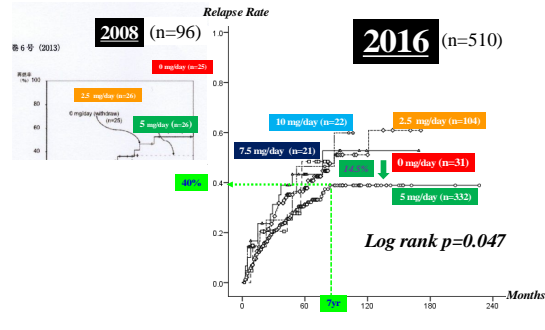 Relapse Rate
2008 (n=96)
2016 (n=510)
巻 6 号 (2013)
0 mg/day (n=25)
(%) 100
2.5 mg/day (n=26)
80
0 mg/day (withdraw)
(n=25)
5 mg/day (n=26)
60
40
1.0
0.8
0.6
0.4
0.2
0.0
10 mg/day (n=22)
2.5 mg/day (n=104)
7.5 mg/day (n=21)
14.5%
0 mg/day (n=31)
40%
5 mg/day (n=332)
Log rank p=0.047
0
60
120
180
240
Months
7yr